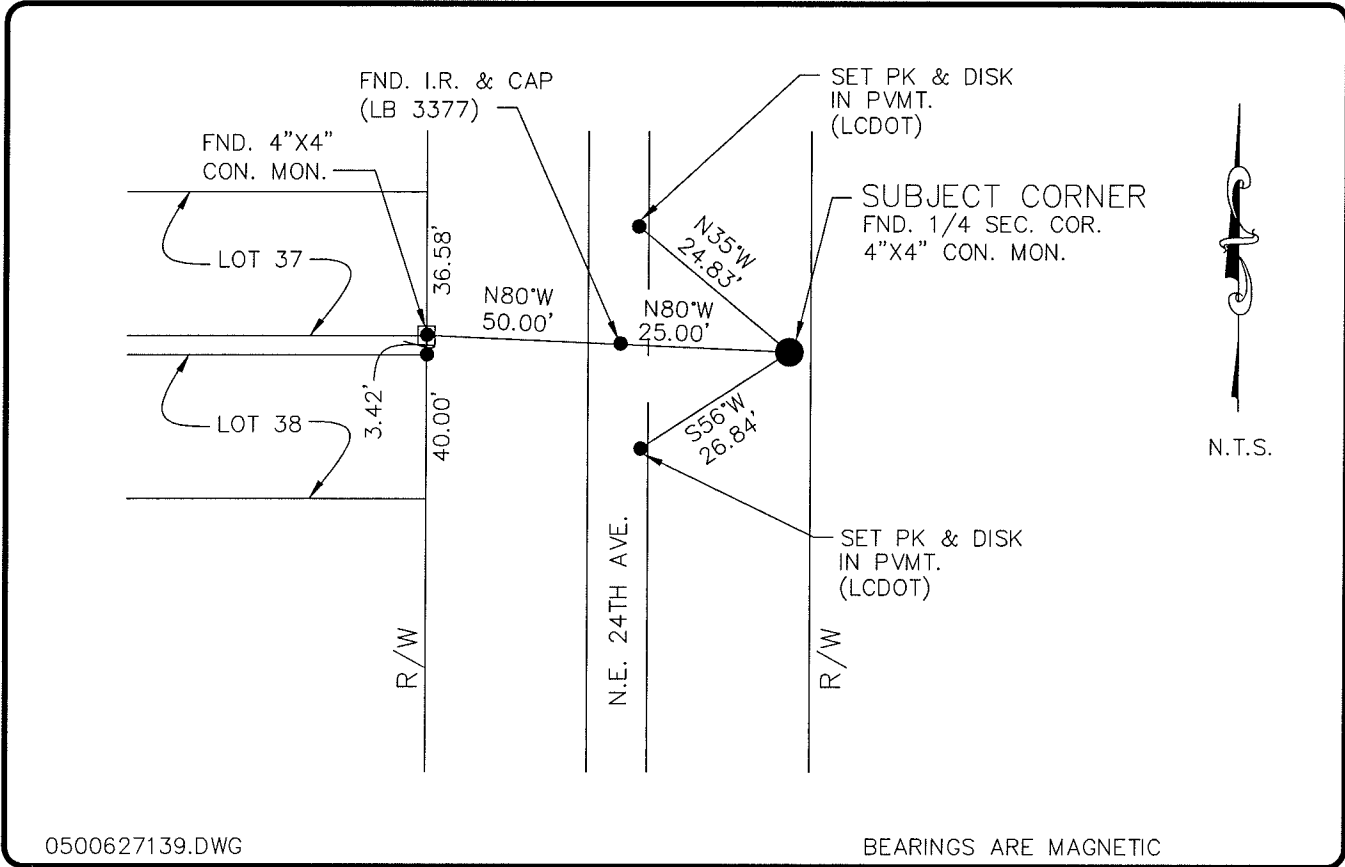 FND. I.R. & CAP
(LB 3377)
SET PK & DISK
IN PVMT.
(LCDOT)
FND. 4"X4"
CON. MON.
SUBJECT CORNER
FND. 1/4 SEC. COR.
4"X4" CON. MON.
LOT 37
36.58'
N35°W
24.83'
N80°W
50.00'
N80°W
25.00'
3.42'
LOT 38
40.00'
S56°W
26.84'
N.T.S.
SET PK & DISK
IN PVMT.
(LCDOT)
N.E. 24TH AVE.
R/W
R/W
0500627139.DWG
BEARINGS ARE MAGNETIC